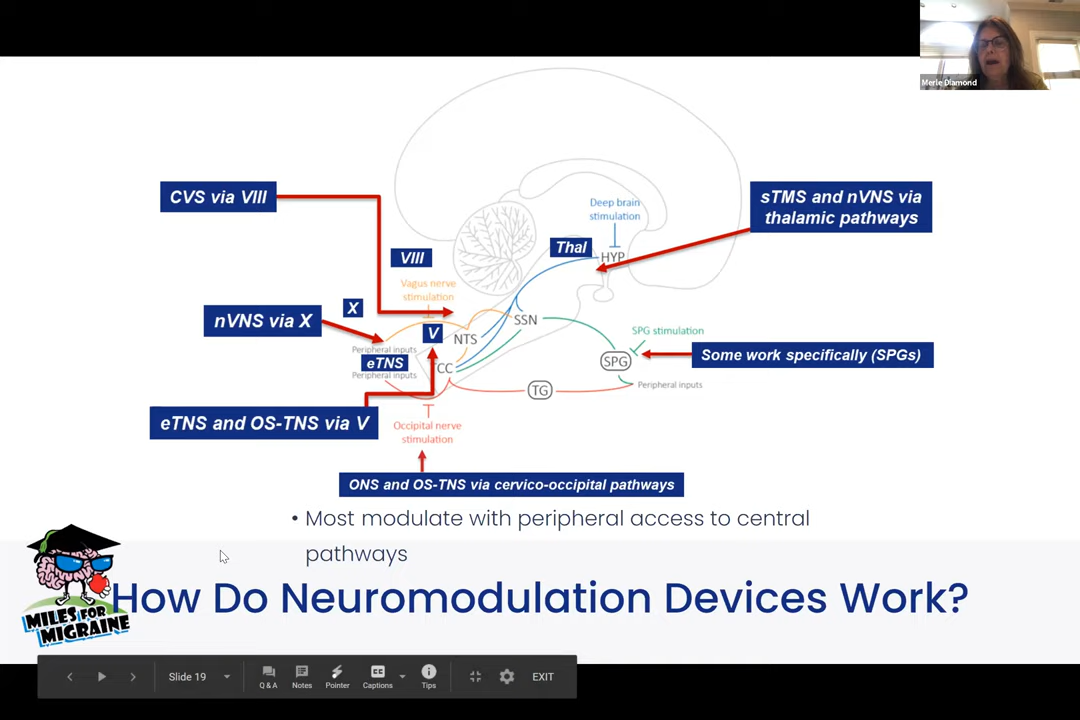 Merle Diamond
CVS via VIII
sTMS and nVNS via
thalamic pathways
Deep brain
stimulation
Thal
HYP
VIII
Vagus nerve
stimulation
X
nVNS via X
V
NTS
SSN
SPG stimulation
Peripheral inputs
eTNS
Peripheral inputs
CC
SPG
Some work specifically (SPGs)
TG
Peripheral inputs
eTNS and OS-TNS via V
Occipital nerve
stimulation
ONS and OS-TNS via cervico-occipital pathways
• Most modulate with peripheral access to central
pathways
How Do Neuromodulation Devices Work?
MILES FOR
MIGRAINE
Slide 19
Q & A
Notes
Pointer
Captions
Tips
EXIT